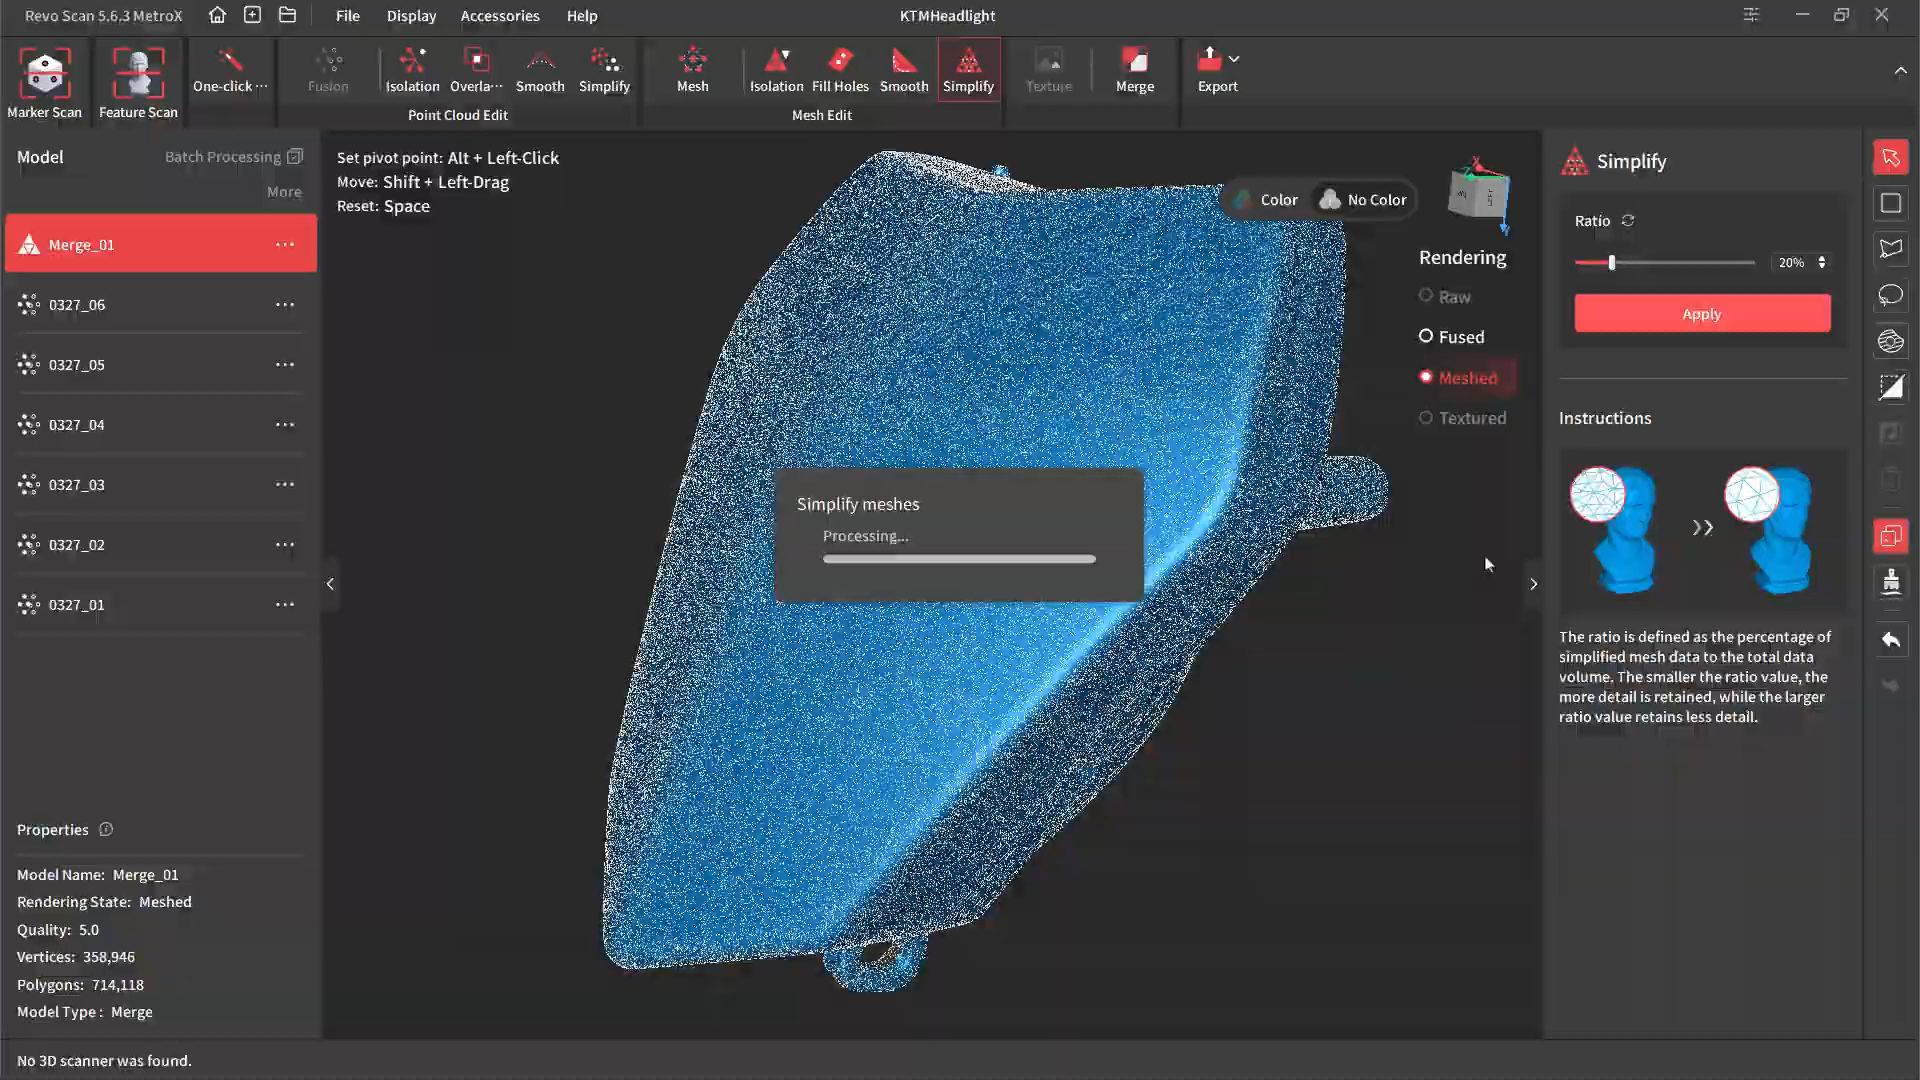 Revo Scan 5.6.3 MetroX
File
Display
Accessories
Help
KTMHeadlight
Marker Scan
Feature Scan
One-click ···
Fusion
Isolation
Overla···
Smooth
Simplify
Point Cloud Edit
Mesh
Isolation
Fill Holes
Smooth
Simplify
Mesh Edit
Texture
Merge
Export
Model
Batch Processing
More
Merge_01
0327_06
0327_05
0327_04
0327_03
0327_02
0327_01
Properties
Model Name: Merge_01
Rendering State: Meshed
Quality: 5.0
Vertices: 358,946
Polygons: 714,118
Model Type : Merge
No 3D scanner was found.
Set pivot point: Alt + Left-Click
Move: Shift + Left-Drag
Reset: Space
Color
No Color
Rendering
Raw
Fused
Meshed
Textured
Simplify meshes
Processing...
Simplify
Ratio
20%
Apply
Instructions
The ratio is defined as the percentage of
simplified mesh data to the total data
volume. The smaller the ratio value, the
more detail is retained, while the larger
ratio value retains less detail.